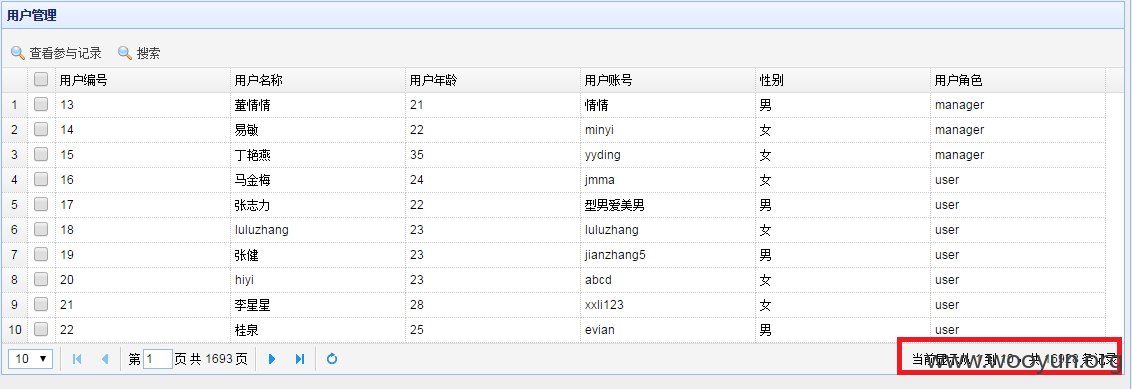 用户管理
查看参与记录 搜索
用户编号 用户名称 用户年龄 用户账号 性别 用户角色
1 13 董情情 21 情情 男 manager
2 14 易敏 22 minyi 女 manager
3 15 丁艳燕 35 yyding 女 manager
4 16 马金梅 24 jmma 女 user
5 17 张志力 22 型男爱美男 男 user
6 18 luluzhang 23 luluzhang 女 user
7 19 张健 23 jianzhang5 男 user
8 20 hiyi 23 abcd 女 user
9 21 李星星 28 xxli123 女 user
10 22 桂泉 25 evian 男 user
10 第 1 页 共 1693 页 当前显示从 1 到 10 ，共 16928 条记录
www.wooyun.org